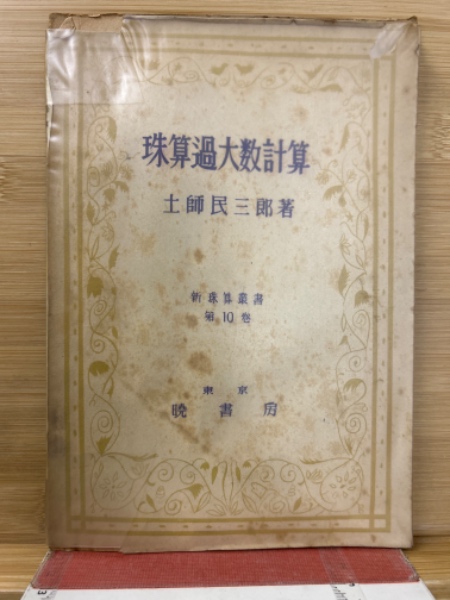 珠算過大数計算
土師民三郎著
新珠算叢書
第10巻
東京
暁書房